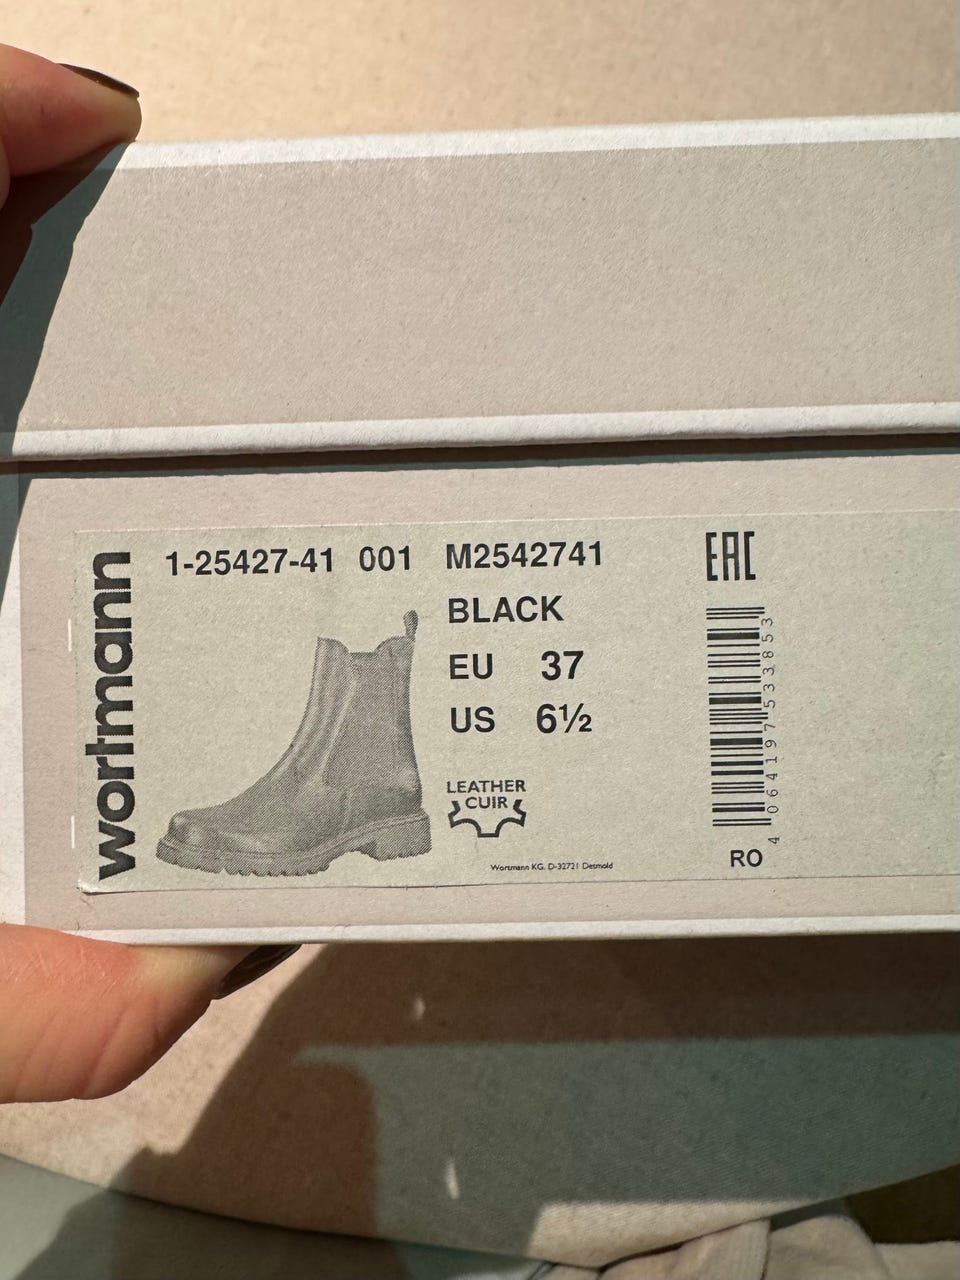 wortmann
1-25427-41 001 M2542741
BLACK
EU 37
US 6½
LEATHER
CUIR
Wortmann KG. D-32721 Detmold
EAC
4 064197 533853
RO